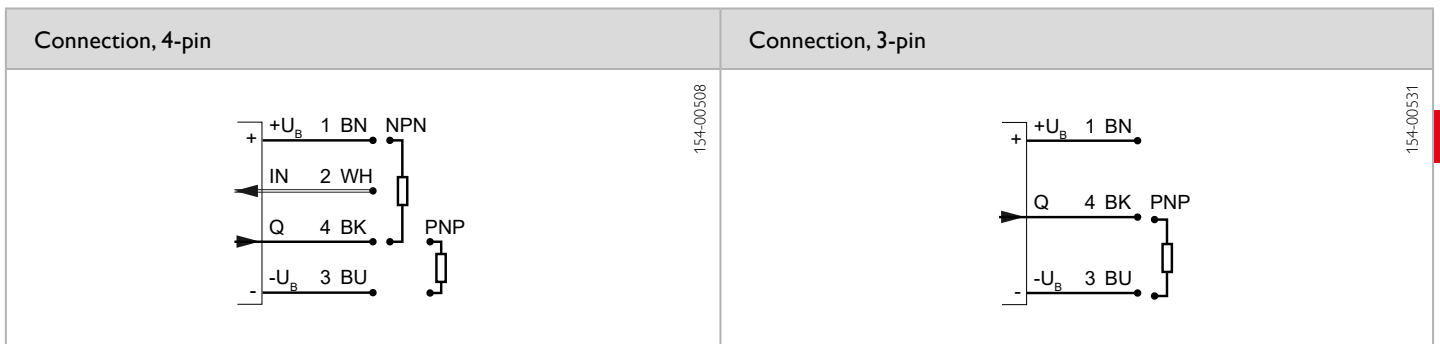 Connection, 4-pin
Connection, 3-pin
+U_B 1 BN NPN
+
IN 2 WH
Q 4 BK PNP
-U_B 3 BU
-
154-00508
+U_B 1 BN
+
Q 4 BK PNP
-U_B 3 BU
-
154-00531